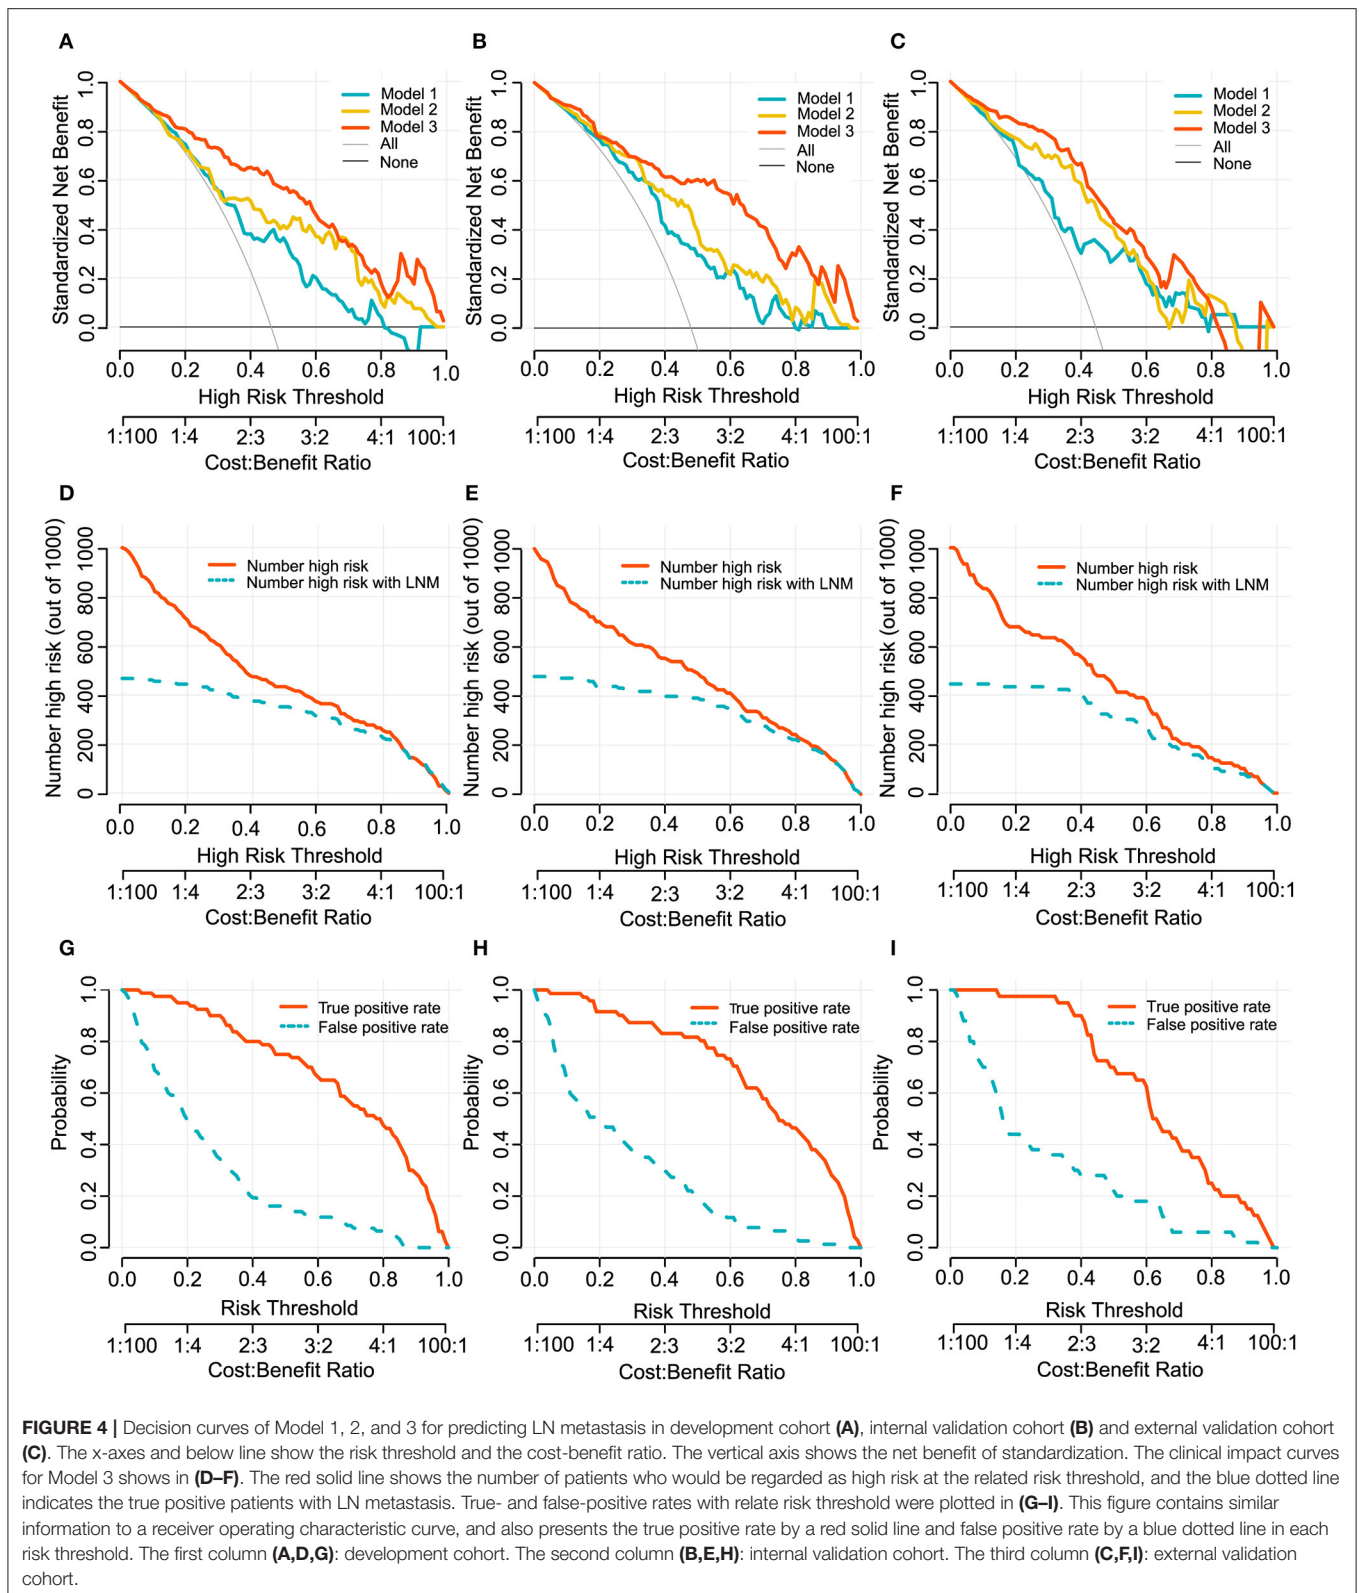 A
Standardized Net Benefit
1.0
0.8
0.6
0.4
0.2
0.0
Model 1
Model 2
Model 3
All
None
0.0 0.2 0.4 0.6 0.8 1.0
High Risk Threshold
1:100 1:4 2:3 3:2 4:1 100:1
Cost:Benefit Ratio
B
Standardized Net Benefit
1.0
0.8
0.6
0.4
0.2
0.0
Model 1
Model 2
Model 3
All
None
0.0 0.2 0.4 0.6 0.8 1.0
High Risk Threshold
1:100 1:4 2:3 3:2 4:1 100:1
Cost:Benefit Ratio
C
Standardized Net Benefit
1.0
0.8
0.6
0.4
0.2
0.0
Model 1
Model 2
Model 3
All
None
0.0 0.2 0.4 0.6 0.8 1.0
High Risk Threshold
1:100 1:4 2:3 3:2 4:1 100:1
Cost:Benefit Ratio
D
Number high risk (out of 1000)
1000
800
600
400
200
0
Number high risk
Number high risk with LNM
0.0 0.2 0.4 0.6 0.8 1.0
High Risk Threshold
1:100 1:4 2:3 3:2 4:1 100:1
Cost:Benefit Ratio
E
Number high risk (out of 1000)
1000
800
600
400
200
0
Number high risk
Number high risk with LNM
0.0 0.2 0.4 0.6 0.8 1.0
High Risk Threshold
1:100 1:4 2:3 3:2 4:1 100:1
Cost:Benefit Ratio
F
Number high risk (out of 1000)
1000
800
600
400
200
0
Number high risk
Number high risk with LNM
0.0 0.2 0.4 0.6 0.8 1.0
High Risk Threshold
1:100 1:4 2:3 3:2 4:1 100:1
Cost:Benefit Ratio
G
Probability
1.0
0.8
0.6
0.4
0.2
0.0
True positive rate
False positive rate
0.0 0.2 0.4 0.6 0.8 1.0
Risk Threshold
1:100 1:4 2:3 3:2 4:1 100:1
Cost:Benefit Ratio
H
Probability
1.0
0.8
0.6
0.4
0.2
0.0
True positive rate
False positive rate
0.0 0.2 0.4 0.6 0.8 1.0
Risk Threshold
1:100 1:4 2:3 3:2 4:1 100:1
Cost:Benefit Ratio
I
Probability
1.0
0.8
0.6
0.4
0.2
0.0
True positive rate
False positive rate
0.0 0.2 0.4 0.6 0.8 1.0
Risk Threshold
1:100 1:4 2:3 3:2 4:1 100:1
Cost:Benefit Ratio
FIGURE 4 | Decision curves of Model 1, 2, and 3 for predicting LN metastasis in development cohort (A), internal validation cohort (B) and external validation cohort
(C). The x-axes and below line show the risk threshold and the cost-benefit ratio. The vertical axis shows the net benefit of standardization. The clinical impact curves
for Model 3 shows in (D–F). The red solid line shows the number of patients who would be regarded as high risk at the related risk threshold, and the blue dotted line
indicates the true positive patients with LN metastasis. True- and false-positive rates with relate risk threshold were plotted in (G–I). This figure contains similar
information to a receiver operating characteristic curve, and also presents the true positive rate by a red solid line and false positive rate by a blue dotted line in each
risk threshold. The first column (A,D,G): development cohort. The second column (B,E,H): internal validation cohort. The third column (C,F,I): external validation
cohort.